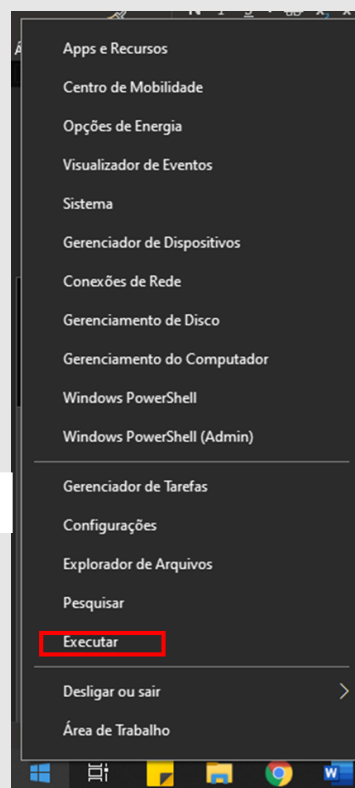 Apps e Recursos
Centro de Mobilidade
Opções de Energia
Visualizador de Eventos
Sistema
Gerenciador de Dispositivos
Conexões de Rede
Gerenciamento de Disco
Gerenciamento do Computador
Windows PowerShell
Windows PowerShell (Admin)
Gerenciador de Tarefas
Configurações
Explorador de Arquivos
Pesquisar
Executar
Desligar ou sair
Área de Trabalho